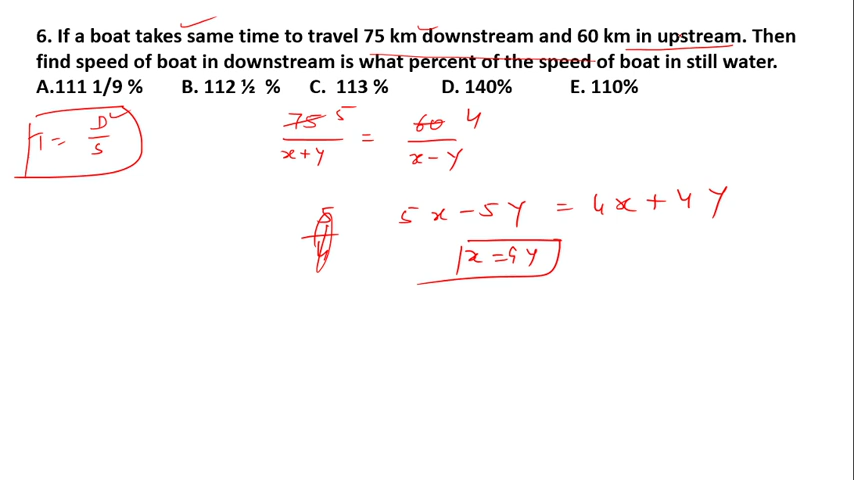 6. If a boat takes same time to travel 75 km downstream and 60 km in upstream. Then
find speed of boat in downstream is what percent of the speed of boat in still water.
A.111 1/9 % B. 112 ½ % C. 113 % D. 140% E. 110%
T = D/S
75 5 / x+y = 60 4 / x-y
5x-5y = 4x+4y
5/4
x=9y